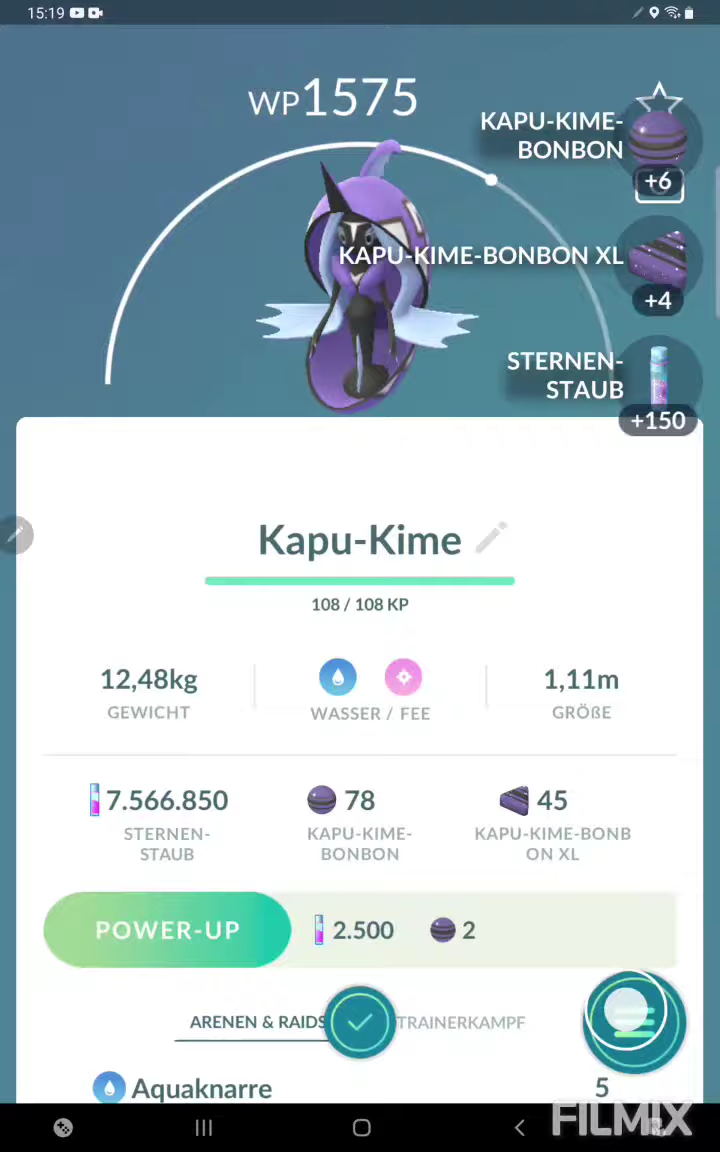 15:19
WP1575
KAPU-KIME-
BONBON
+6
KAPU-KIME-BONBON XL
+4
STERNEN-
STAUB
+150
Kapu-Kime
108 / 108 KP
12,48kg
GEWICHT
WASSER / FEE
1,11m
GRÖßE
7.566.850
STERNEN-
STAUB
78
KAPU-KIME-
BONBON
45
KAPU-KIME-BONB
ON XL
POWER-UP
2.500
2
ARENEN & RAIDS
TRAINERKAMPF
Aquaknarre
5
FILMIX